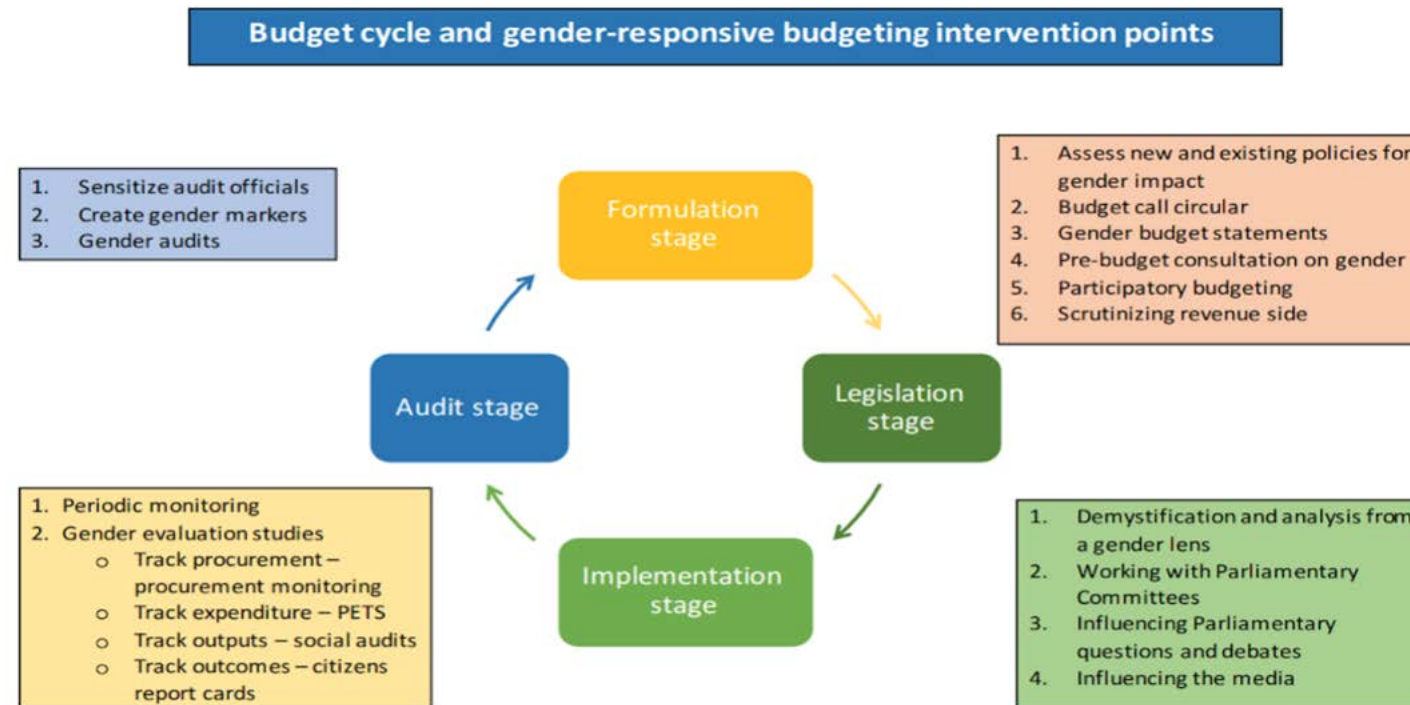 Budget cycle and gender-responsive budgeting intervention points
1. Sensitize audit officials
2. Create gender markers
3. Gender audits
Formulation
stage
1. Assess new and existing policies for
gender impact
2. Budget call circular
3. Gender budget statements
4. Pre-budget consultation on gender
5. Participatory budgeting
6. Scrutinizing revenue side
Audit stage
Legislation
stage
1. Periodic monitoring
2. Gender evaluation studies
o Track procurement –
procurement monitoring
o Track expenditure – PETS
o Track outputs – social audits
o Track outcomes – citizens
report cards
Implementation
stage
1. Demystification and analysis from
a gender lens
2. Working with Parliamentary
Committees
3. Influencing Parliamentary
questions and debates
4. Influencing the media